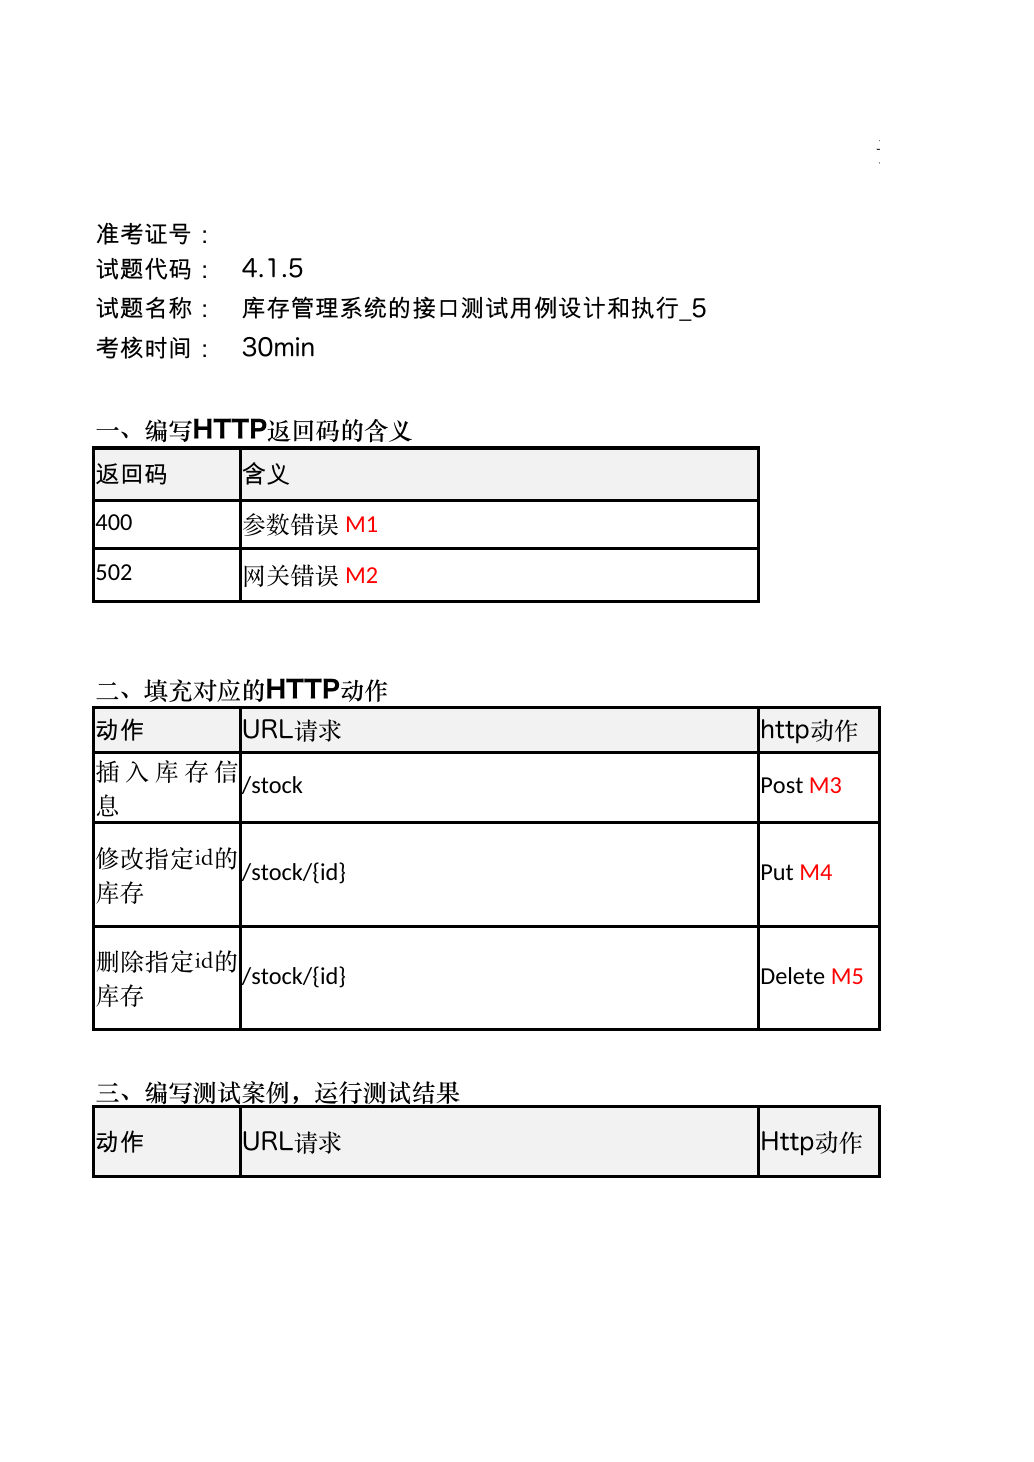 准考证号：
试题代码： 4.1.5
试题名称： 库存管理系统的接口测试用例设计和执行_5
考核时间： 30min
一、编写HTTP返回码的含义
返回码 含义
400 参数错误 M1
502 网关错误 M2
二、填充对应的HTTP动作
动作 URL请求 http动作
插入库存信
息
/stock Post M3
修改指定id的
库存
/stock/{id} Put M4
删除指定id的
库存
/stock/{id} Delete M5
三、编写测试案例，运行测试结果
动作 URL请求 Http动作